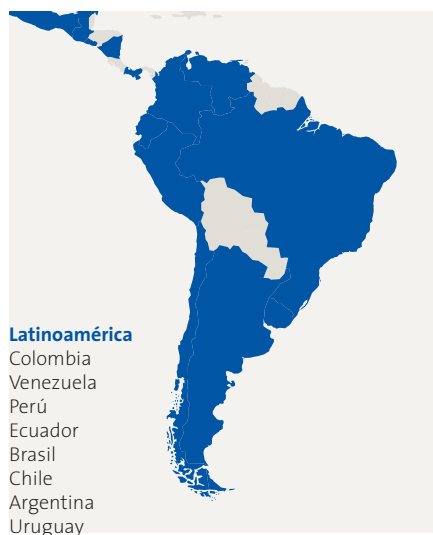 Latinoamérica
Colombia
Venezuela
Perú
Ecuador
Brasil
Chile
Argentina
Uruguay